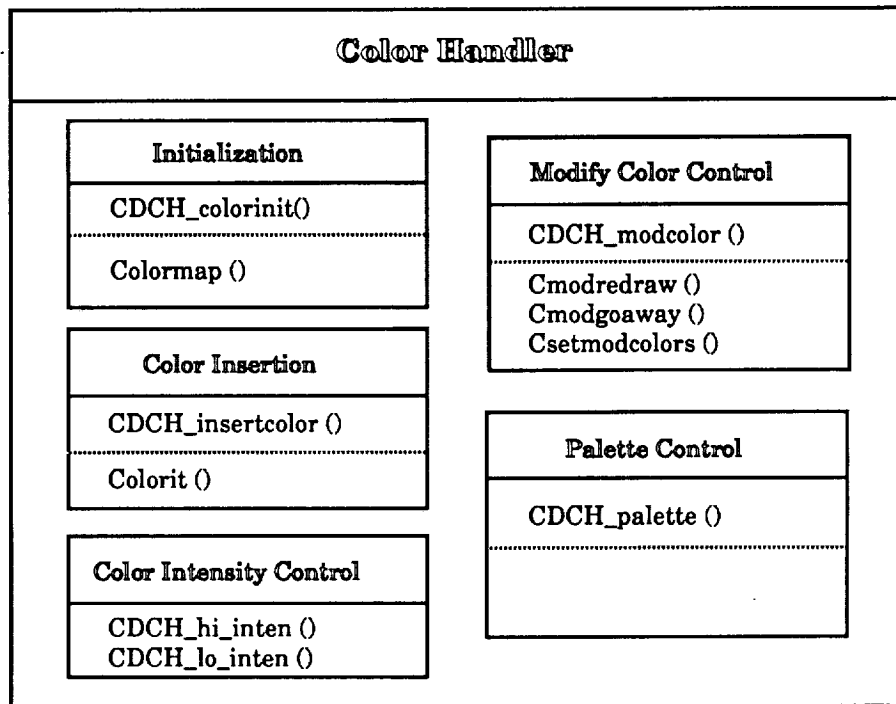 Color Handler
Initialization
CDCH_colorinit()
Colormap ()
Color Insertion
CDCH_insertcolor ()
Colorit ()
Color Intensity Control
CDCH_hi_inten ()
CDCH_lo_inten ()
Modify Color Control
CDCH_modcolor ()
Cmodredraw ()
Cmodgoaway ()
Csetmodcolors ()
Palette Control
CDCH_palette ()